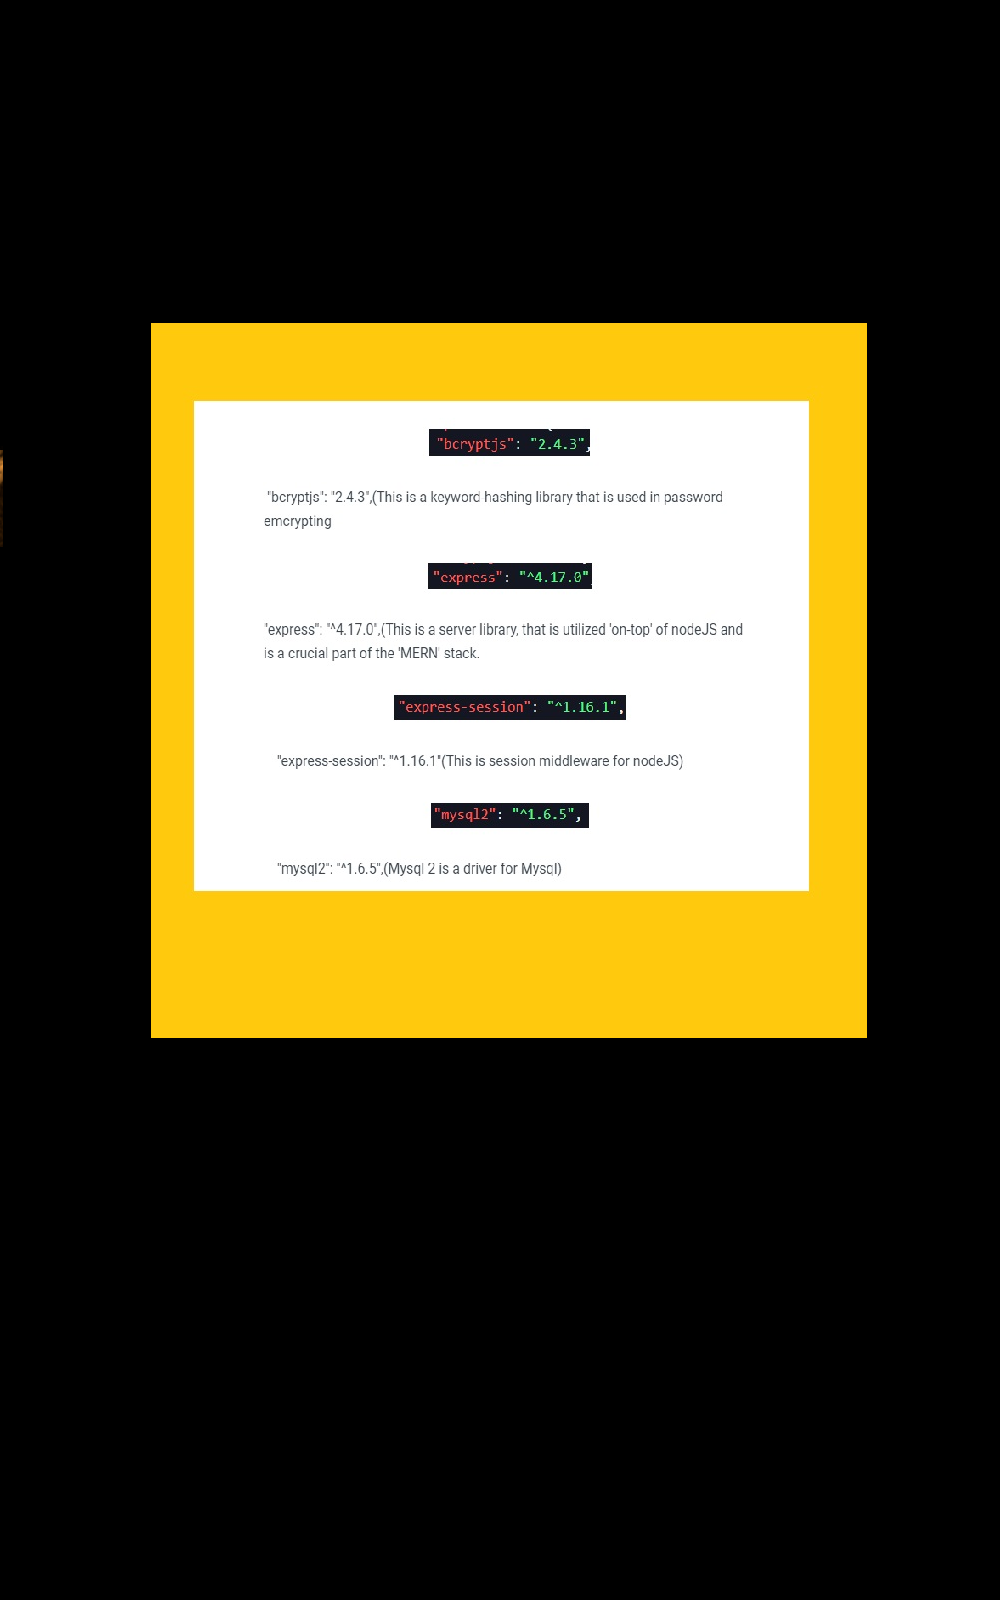 "bcryptjs": "2.4.3",
"bcryptjs": "2.4.3",(This is a keyword hashing library that is used in password
emcrypting
"express": "^4.17.0"
"express": "^4.17.0",(This is a server library, that is utilized 'on-top' of nodeJS and
is a crucial part of the 'MERN' stack.
"express-session": "^1.16.1",
"express-session": "^1.16.1"(This is session middleware for nodeJS)
"mysql2": "^1.6.5",
"mysql2": "^1.6.5",(Mysql 2 is a driver for Mysql)